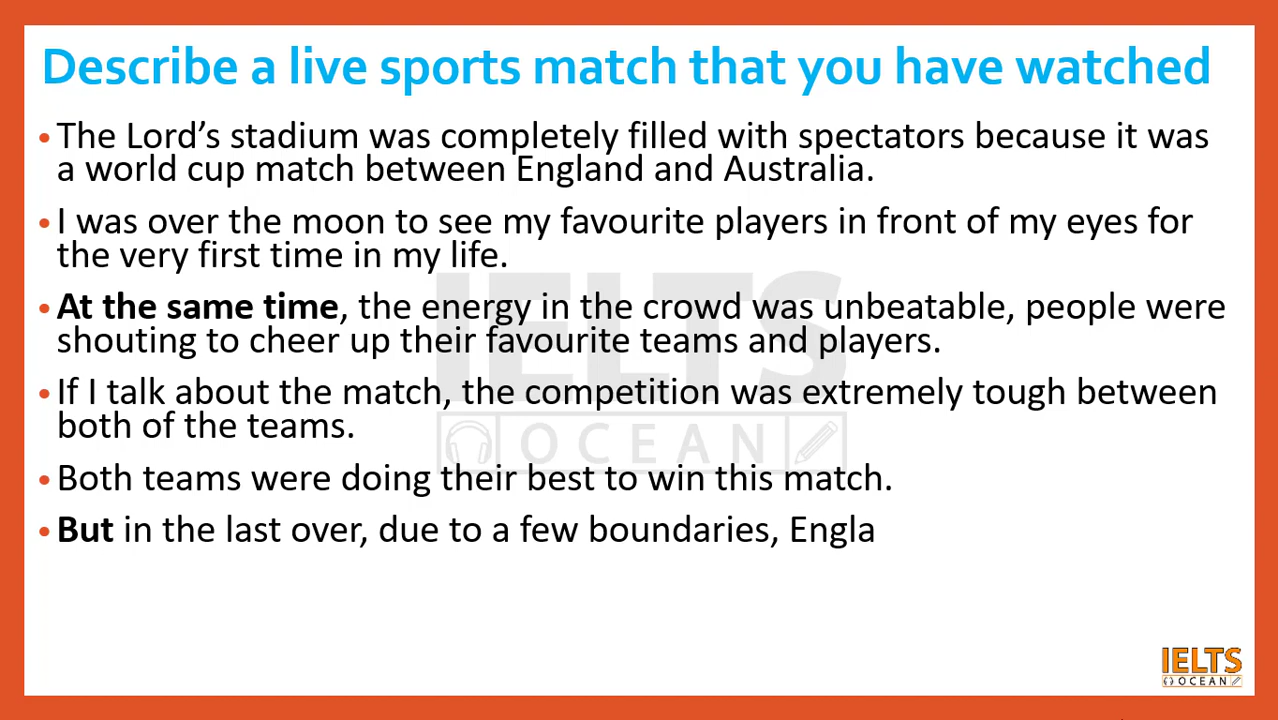 Describe a live sports match that you have watched
• The Lord’s stadium was completely filled with spectators because it was
a world cup match between England and Australia.
• I was over the moon to see my favourite players in front of my eyes for
the very first time in my life.
• At the same time, the energy in the crowd was unbeatable, people were
shouting to cheer up their favourite teams and players.
• If I talk about the match, the competition was extremely tough between
both of the teams.
• Both teams were doing their best to win this match.
• But in the last over, due to a few boundaries, Engla
IELTS
OCEAN
IELTS
OCEAN